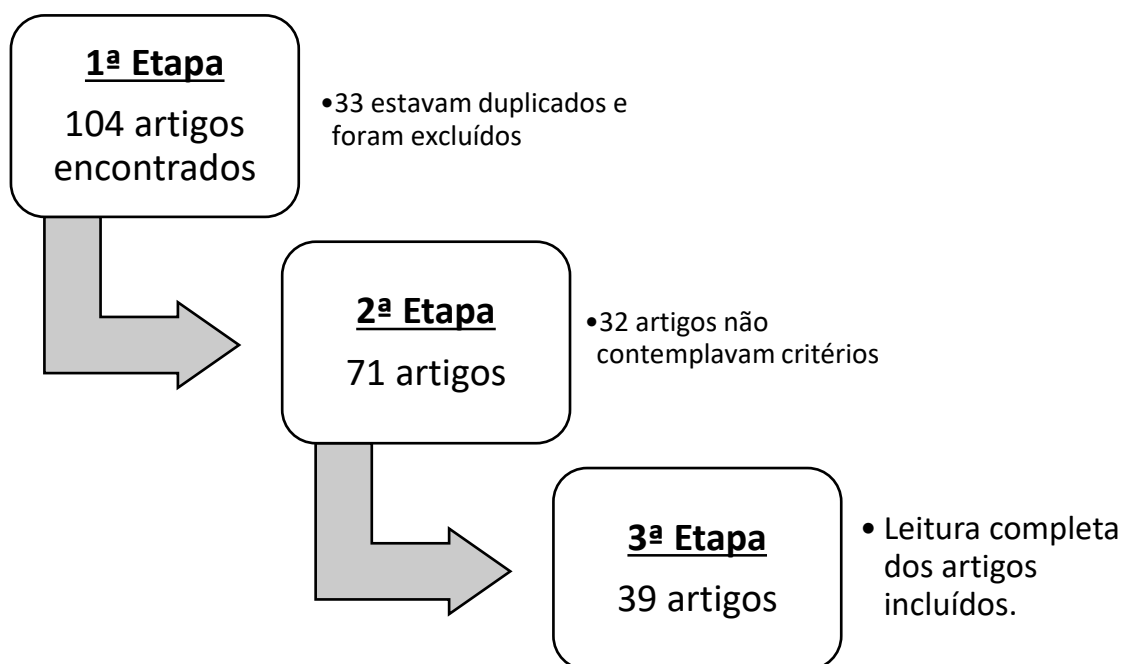 1ª Etapa
104 artigos
encontrados
•33 estavam duplicados e
foram excluídos
2ª Etapa
71 artigos
•32 artigos não
contemplavam critérios
3ª Etapa
39 artigos
• Leitura completa
dos artigos
incluídos.